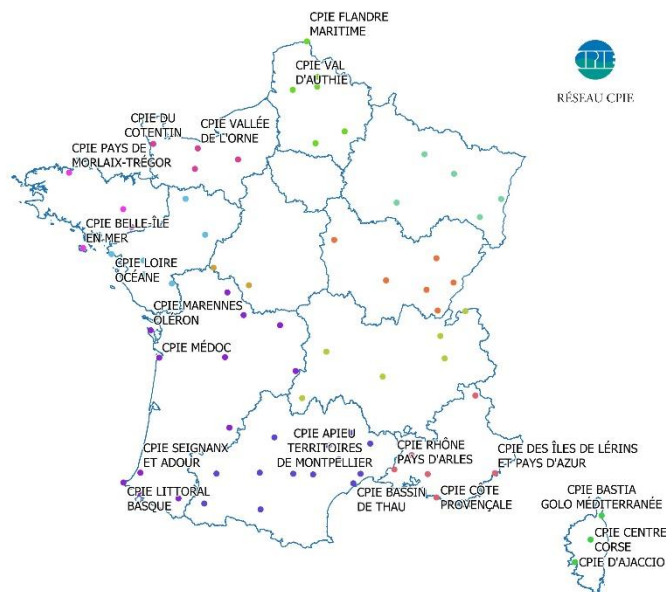 CPIE FLANDRE
MARITIME
CPIE VAL
D'AUTHIE
CPIE
RÉSEAU CPIE
CPIE DU
COTENTIN
CPIE VALLÉE
DE L'ORNE
CPIE PAYS DE
MORLAIX-TRÉGOR
CPIE BELLE-ÎLE
EN MER
CPIE LOIRE
OCÉANE
CPIE MARENNES
OLÉRON
CPIE MÉDOC
CPIE SEIGNANX
ET ADOUR
CPIE LITTORAL
BASQUE
CPIE APIEU
TERRITOIRES
DE MONTPELLIER
CPIE BASSIN
DE THAU
CPIE RHÔNE
PAYS D'ARLES
CPIE CÔTE
PROVENÇALE
CPIE DES ÎLES DE LÉRINS
ET PAYS D'AZUR
CPIE BASTIA
GOLO MÉDITERRANÉE
CPIE CENTRE
CORSE
CPIE D'AJACCIO